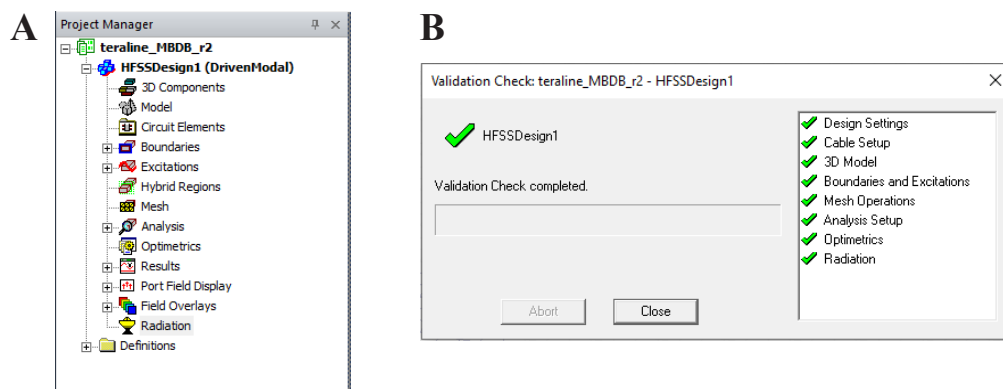 A
Project Manager
teraline_MBDB_r2
HFSSDesign1 (DrivenModal)
3D Components
Model
Circuit Elements
Boundaries
Excitations
Hybrid Regions
Mesh
Analysis
Optimetrics
Results
Port Field Display
Field Overlays
Radiation
Definitions
B
Validation Check: teraline_MBDB_r2 - HFSSDesign1
HFSSDesign1
Validation Check completed.
Abort
Close
Design Settings
Cable Setup
3D Model
Boundaries and Excitations
Mesh Operations
Analysis Setup
Optimetrics
Radiation